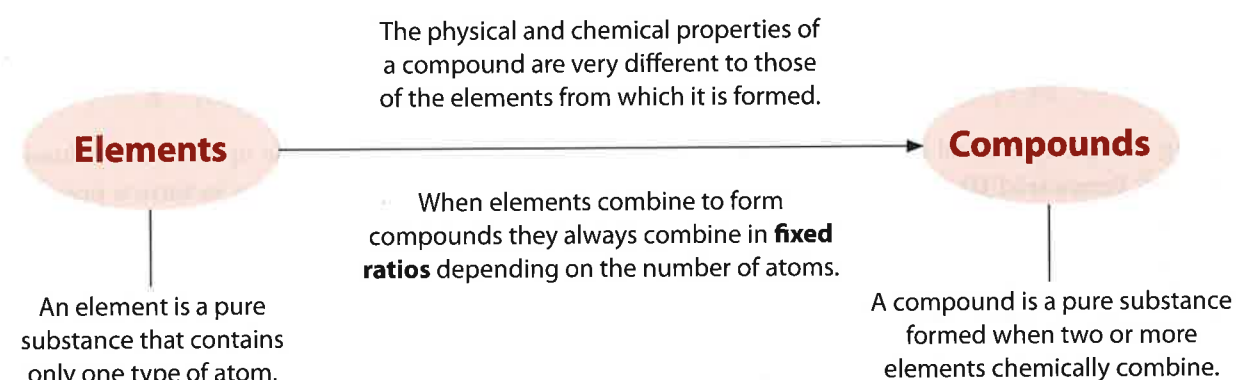 The physical and chemical properties of
a compound are very different to those
of the elements from which it is formed.
Elements
Compounds
When elements combine to form
compounds they always combine in fixed
ratios depending on the number of atoms.
An element is a pure
substance that contains
only one type of atom.
A compound is a pure substance
formed when two or more
elements chemically combine.